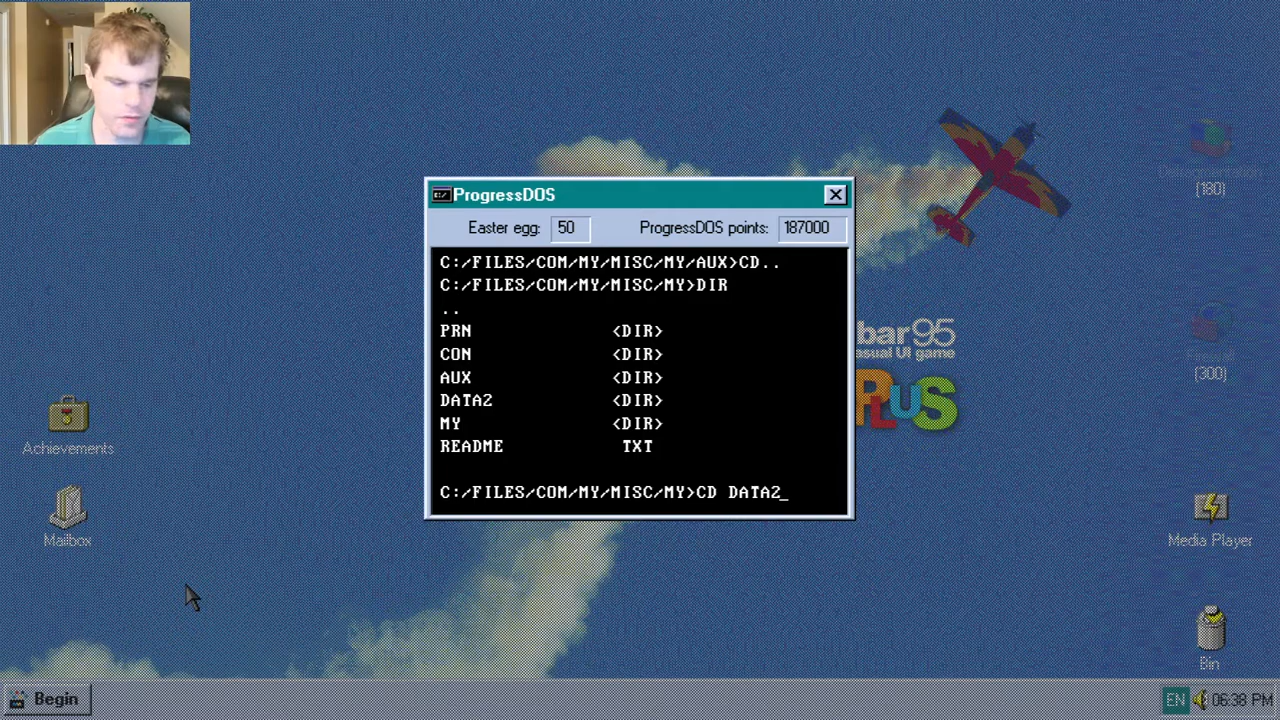 ProgressDOS
Easter egg: 50 ProgressDOS points: 187000
C:/FILES/COM/MY/MISC/MY/AUX>CD..
C:/FILES/COM/MY/MISC/MY>DIR
..
PRN <DIR>
CON <DIR>
AUX <DIR>
DATA2 <DIR>
MY <DIR>
README TXT
C:/FILES/COM/MY/MISC/MY>CD DATA2_
(180)
(300)
bar95
asual UI game
PLUS
Achievements
Mailbox
Media Player
Bin
Begin
EN 06:38 PM